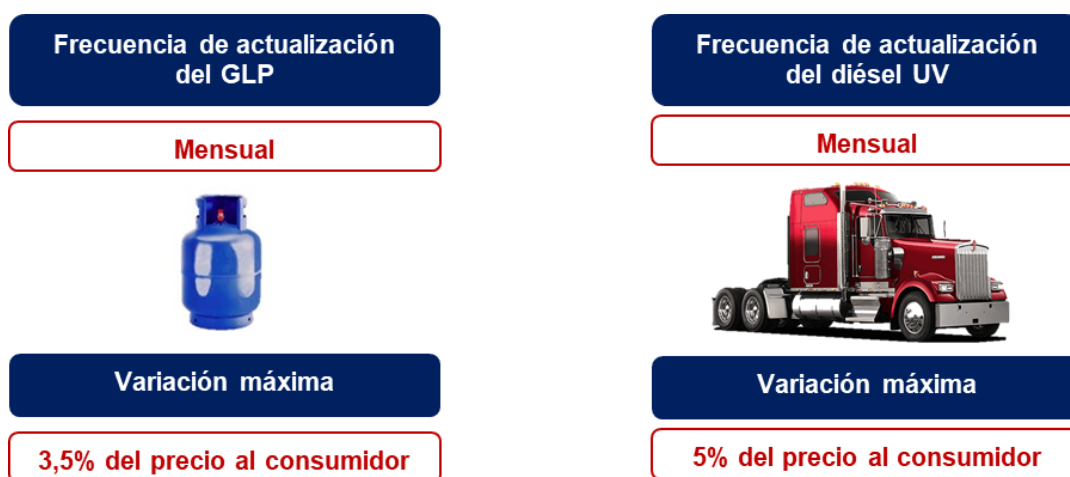 Frecuencia de actualización
del GLP
Mensual
Variación máxima
3,5% del precio al consumidor
Frecuencia de actualización
del diésel UV
Mensual
Variación máxima
5% del precio al consumidor